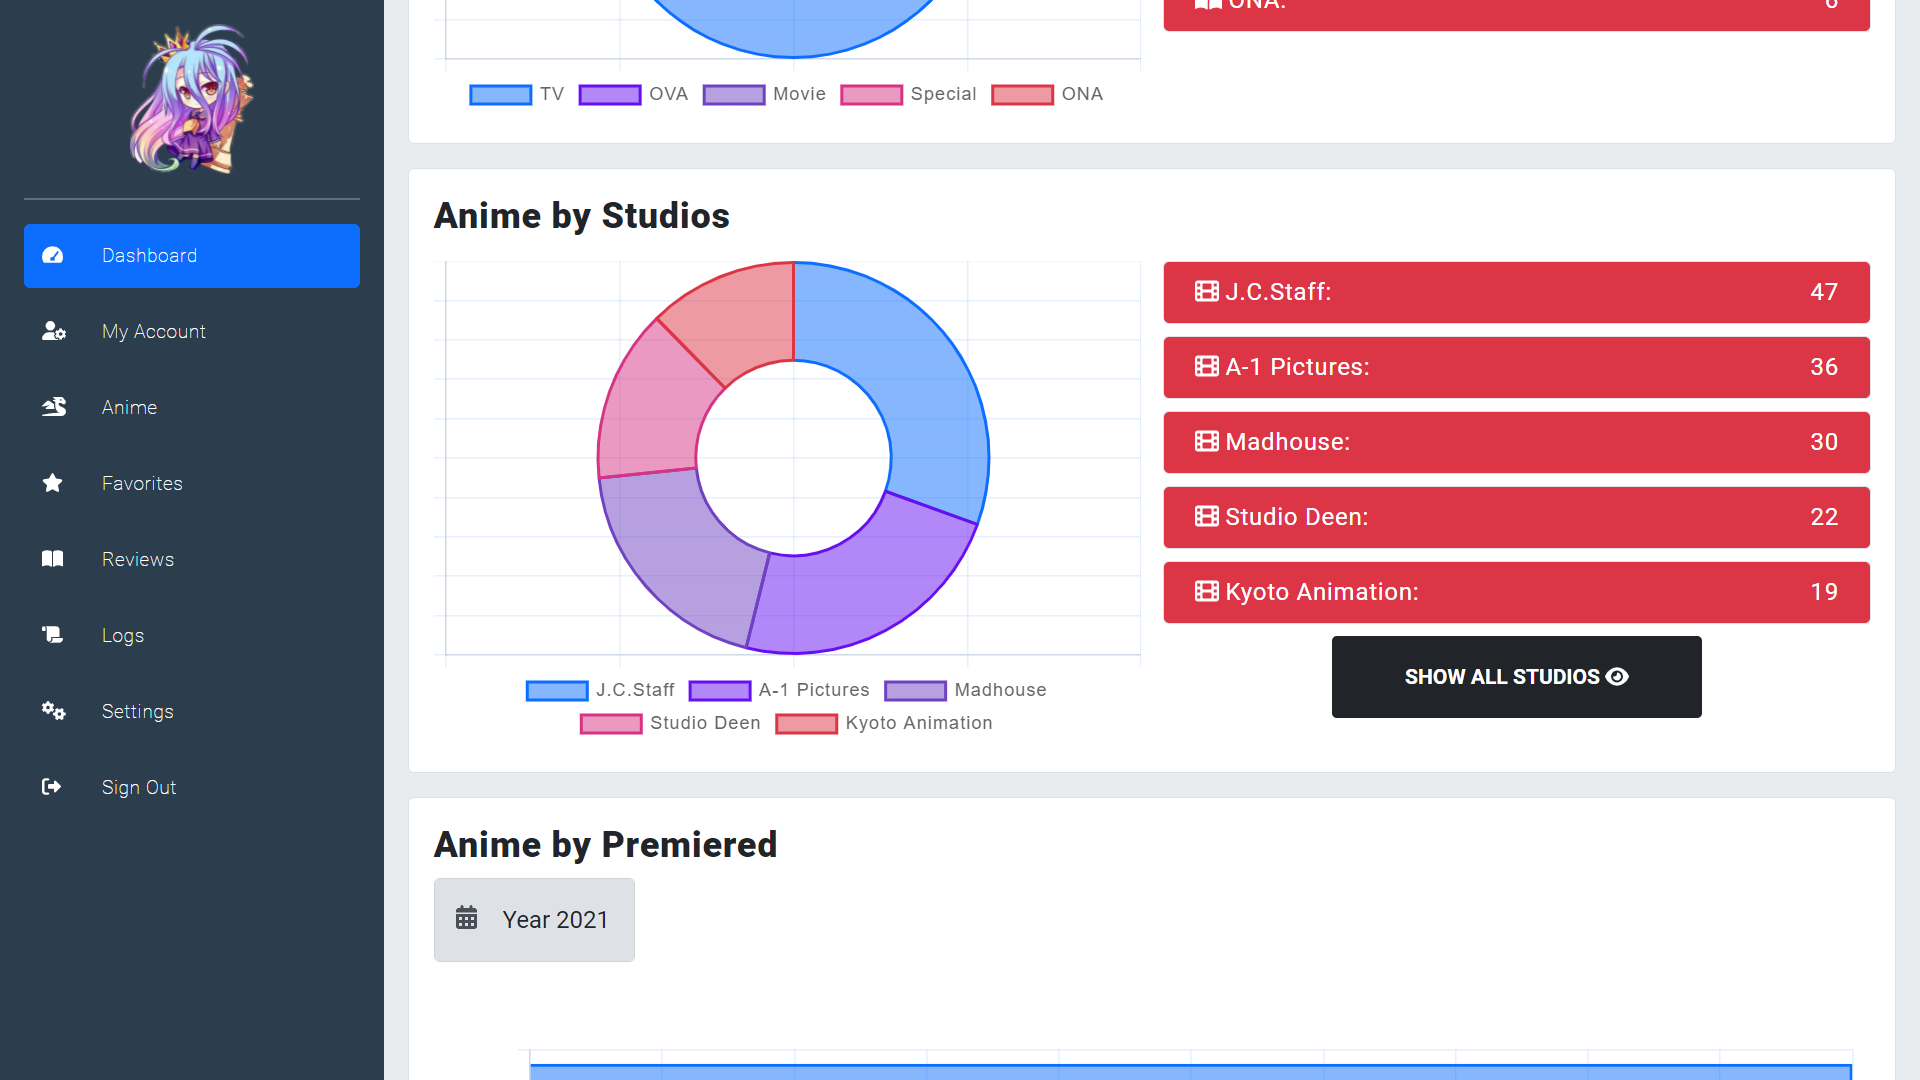 Dashboard
My Account
Anime
Favorites
Reviews
Logs
Settings
Sign Out
ONA: 6
TV OVA Movie Special ONA
Anime by Studios
J.C.Staff: 47
A-1 Pictures: 36
Madhouse: 30
Studio Deen: 22
Kyoto Animation: 19
SHOW ALL STUDIOS
J.C.Staff A-1 Pictures Madhouse
Studio Deen Kyoto Animation
Anime by Premiered
Year 2021